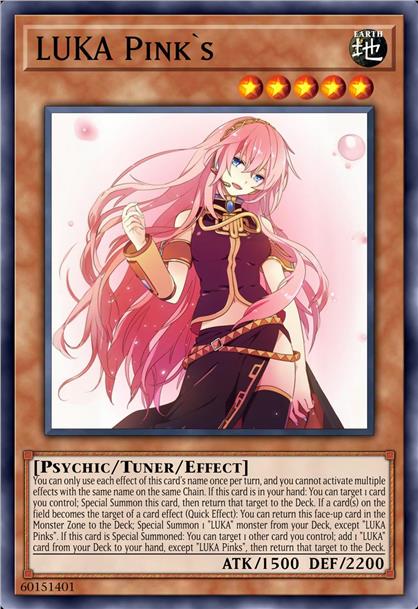 LUKA Pink`s
EARTH
地
[Psychic/Tuner/Effect]
You can only use each effect of this card's name once per turn, and you cannot activate multiple
effects with the same name on the same Chain. If this card is in your hand: You can target 1 card
you control; Special Summon this card, then return that target to the Deck. If a card(s) on the
field becomes the target of a card effect (Quick Effect): You can return this face-up card in the
Monster Zone to the Deck; Special Summon 1 "LUKA" monster from your Deck, except "LUKA
Pinks". If this card is Special Summoned: You can target 1 other card you control; add 1 "LUKA"
card from your Deck to your hand, except "LUKA Pinks", then return that target to the Deck.
ATK/1500 DEF/2200
60151401